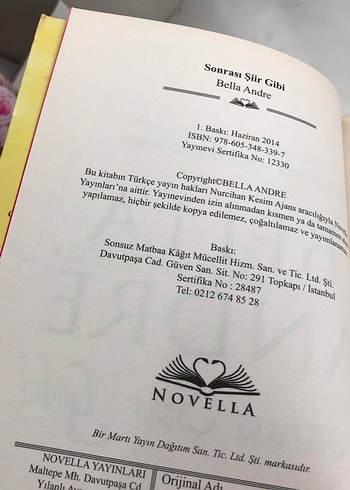 Sonrası Şiir Gibi
Bella Andre
1. Baskı: Haziran 2014
ISBN: 978-605-348-339-7
Yayınevi Sertifika No: 12330
Copyright©BELLA ANDRE
Bu kitabın Türkçe yayın hakları Nurcihan Kesim Ajans aracılığıyla Novella
Yayınları'na aittir. Yayınevinden izin alınmadan kısmen ya da tamamen
yapılamaz, hiçbir şekilde kopya edilemez, çoğaltılamaz ve yayımlanamaz.
Baskı:
Sonsuz Matbaa Kâğıt Mücellit Hizm. San. ve Tic. Ltd. Şti.
Davutpaşa Cad. Güven San. Sit. No: 291 Topkapı / İstanbul
Sertifika No : 28487
Tel: 0212 674 85 28
NOVELLA
Bir Martı Yayın Dağıtım San. Tic. Ltd. Şti. markasıdır.
NOVELLA YAYINLARI
Maltepe Mh. Davutpaşa Cd
Yılanlı
Orijinal Adı